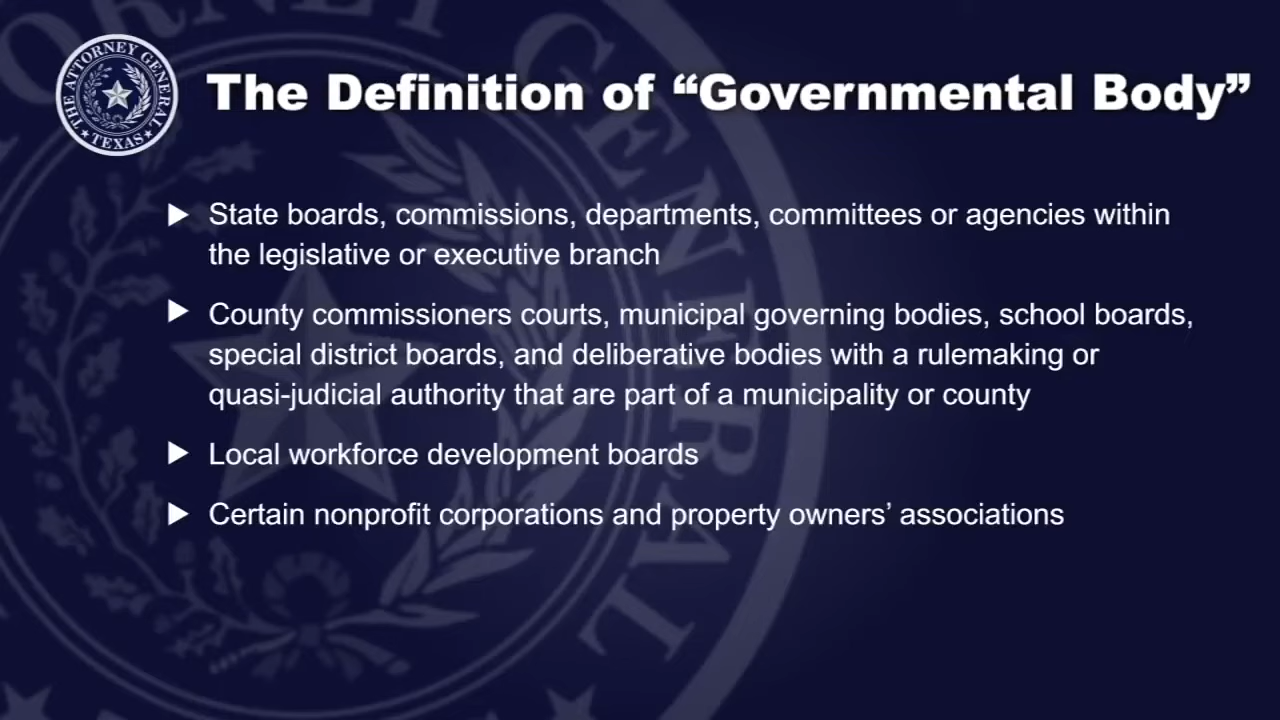 THE ATTORNEY GENERAL
TEXAS
The Definition of “Governmental Body”
State boards, commissions, departments, committees or agencies within
the legislative or executive branch
County commissioners courts, municipal governing bodies, school boards,
special district boards, and deliberative bodies with a rulemaking or
quasi-judicial authority that are part of a municipality or county
Local workforce development boards
Certain nonprofit corporations and property owners’ associations